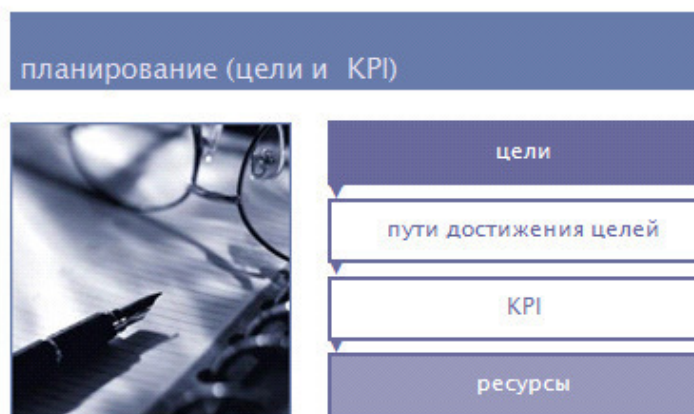 планирование (цели и KPI)
цели
пути достижения целей
KPI
ресурсы